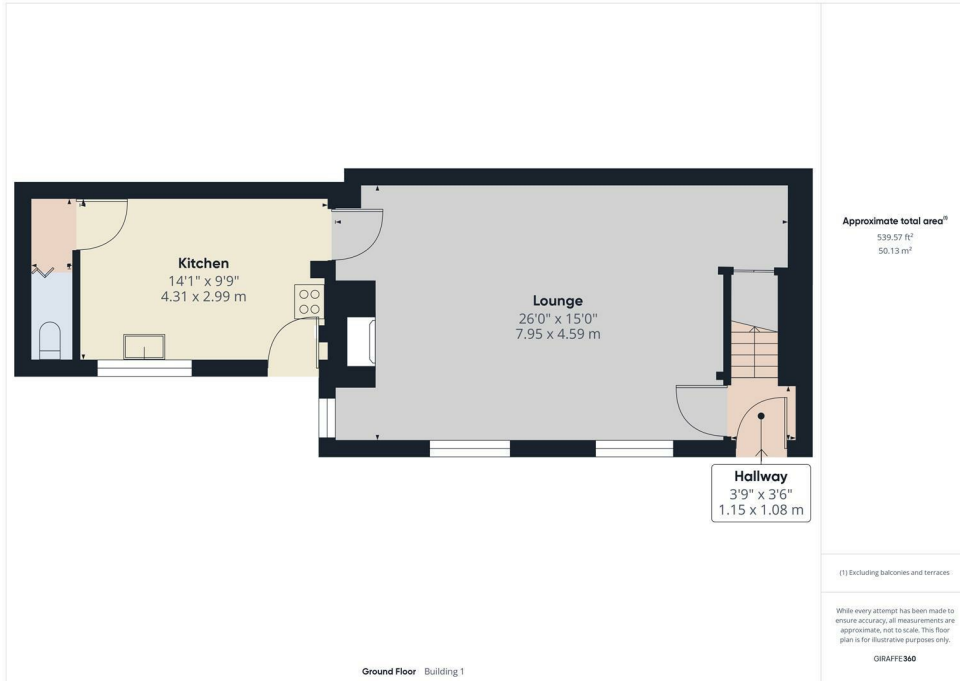 Kitchen
14'1" x 9'9"
4.31 x 2.99 m
Lounge
26'0" x 15'0"
7.95 x 4.59 m
Hallway
3'9" x 3'6"
1.15 x 1.08 m
Ground Floor Building 1
Approximate total area⁽¹⁾
539.57 ft²
50.13 m²
(1) Excluding balconies and terraces
While every attempt has been made to
ensure accuracy, all measurements are
approximate, not to scale. This floor
plan is for illustrative purposes only.
GIRAFFE360